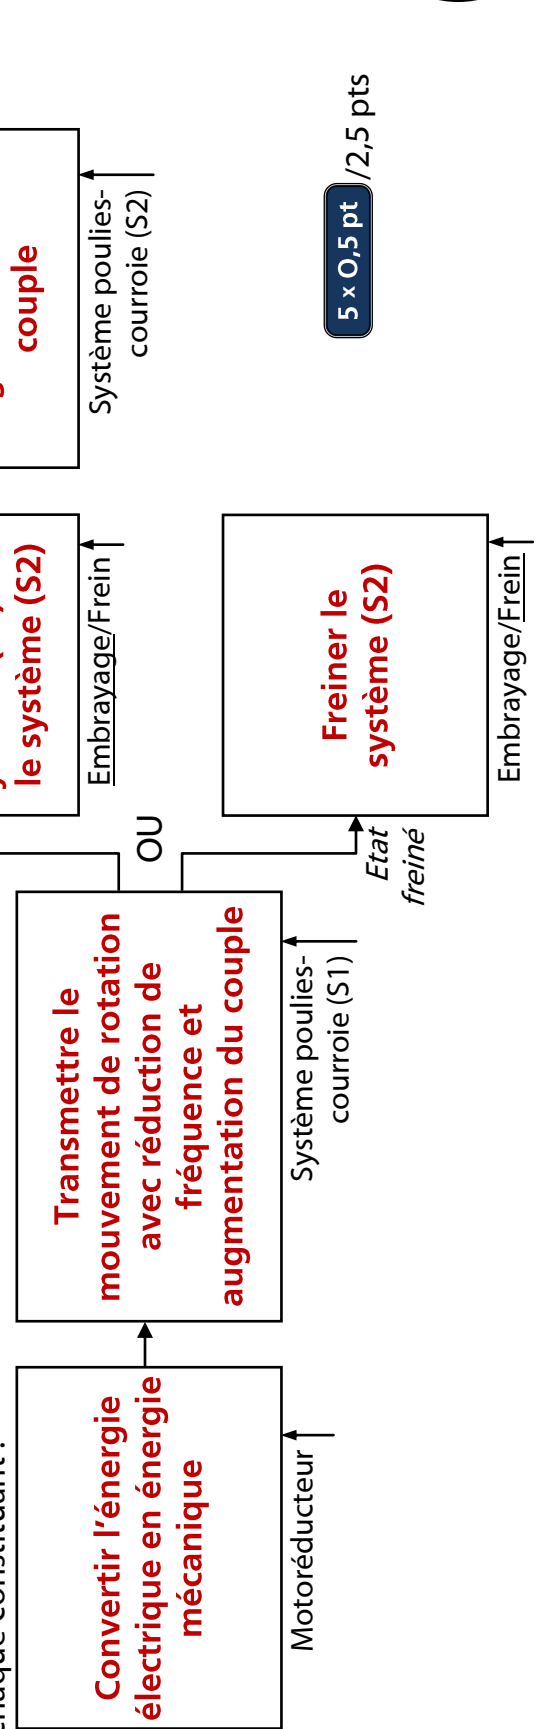 chaque constituant :
Convertir l'énergie
électrique en énergie
mécanique
Motoréducteur
Transmettre le
mouvement de rotation
avec réduction de
fréquence et
augmentation du couple
Système poulies-
courroie (S1)
OU
le système (S2)
Embrayage/Frein
Etat
freiné
Freiner le
système (S2)
Embrayage/Frein
couple
Système poulies-
courroie (S2)
5 x 0,5 pt /2,5 pts